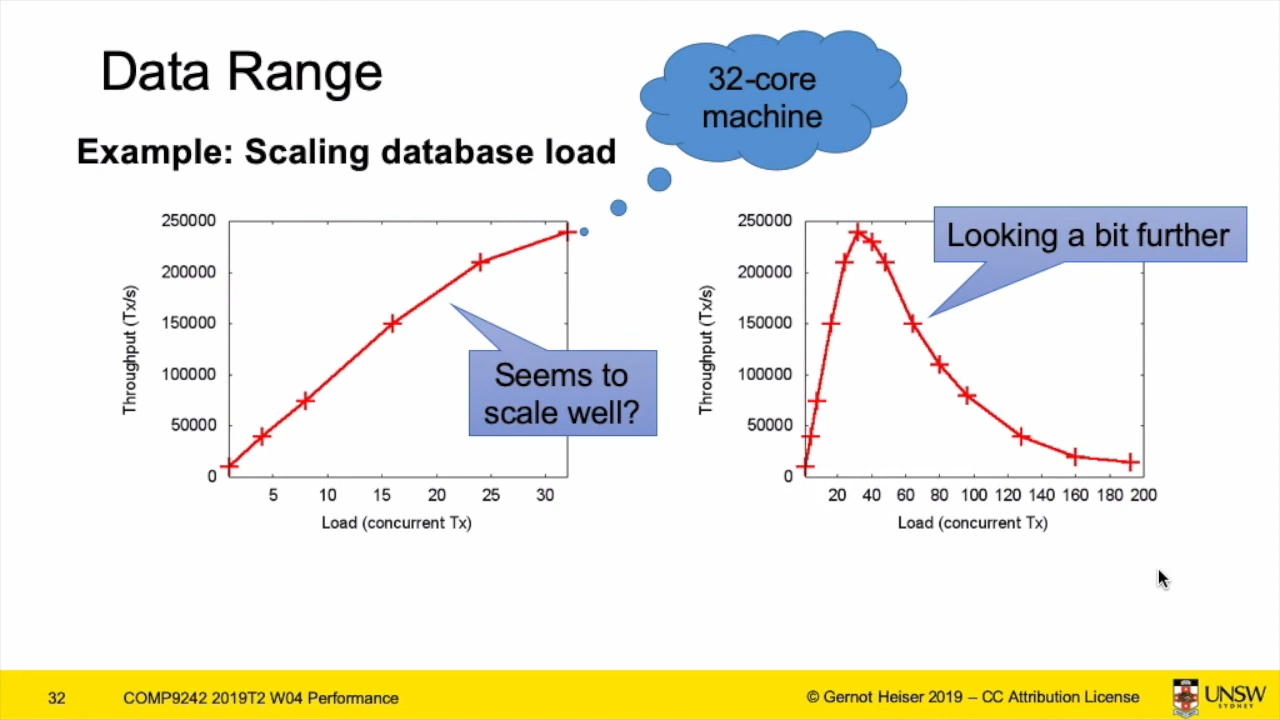 Data Range
32-core
machine
Example: Scaling database load
250000
200000
150000
100000
50000
0
Throughput (Tx/s)
5 10 15 20 25 30
Load (concurrent Tx)
Seems to
scale well?
250000
200000
150000
100000
50000
0
Throughput (Tx/s)
20 40 60 80 100 120 140 160 180 200
Load (concurrent Tx)
Looking a bit further
32 COMP9242 2019T2 W04 Performance
© Gernot Heiser 2019 – CC Attribution License
UNSW
SYDNEY